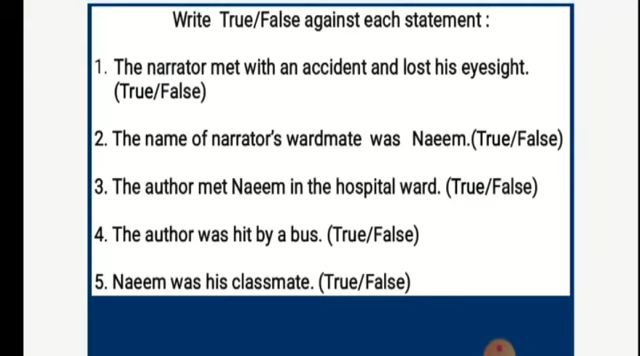 Write True/False against each statement :
1. The narrator met with an accident and lost his eyesight.
(True/False)
2. The name of narrator's wardmate was Naeem.(True/False)
3. The author met Naeem in the hospital ward. (True/False)
4. The author was hit by a bus. (True/False)
5. Naeem was his classmate. (True/False)